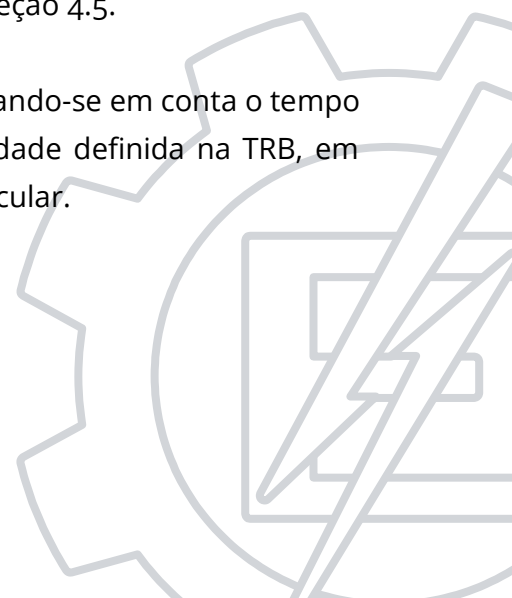 eção 4.5.
ando-se em conta o tempo
dade definida na TRB, em
cular.